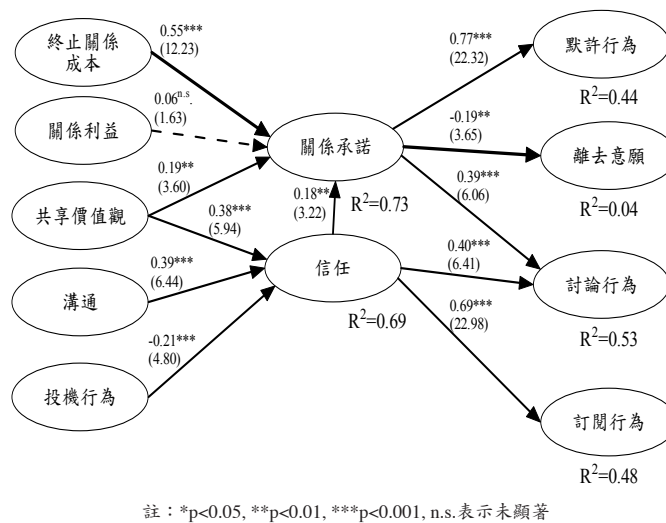 終止關係
成本
0.55***
(12.23)
0.77***
(22.32)
默許行為
R²=0.44
關係利益
0.06n.s.
(1.63)
關係承諾
R²=0.73
-0.19**
(3.65)
離去意願
R²=0.04
共享價值觀
0.19**
(3.60)
0.38***
(5.94)
0.18**
(3.22)
0.39***
(6.06)
溝通
0.39***
(6.44)
信任
R²=0.69
0.40***
(6.41)
討論行為
R²=0.53
投機行為
-0.21***
(4.80)
0.69***
(22.98)
訂閱行為
R²=0.48
註：*p<0.05, **p<0.01, ***p<0.001, n.s.表示未顯著